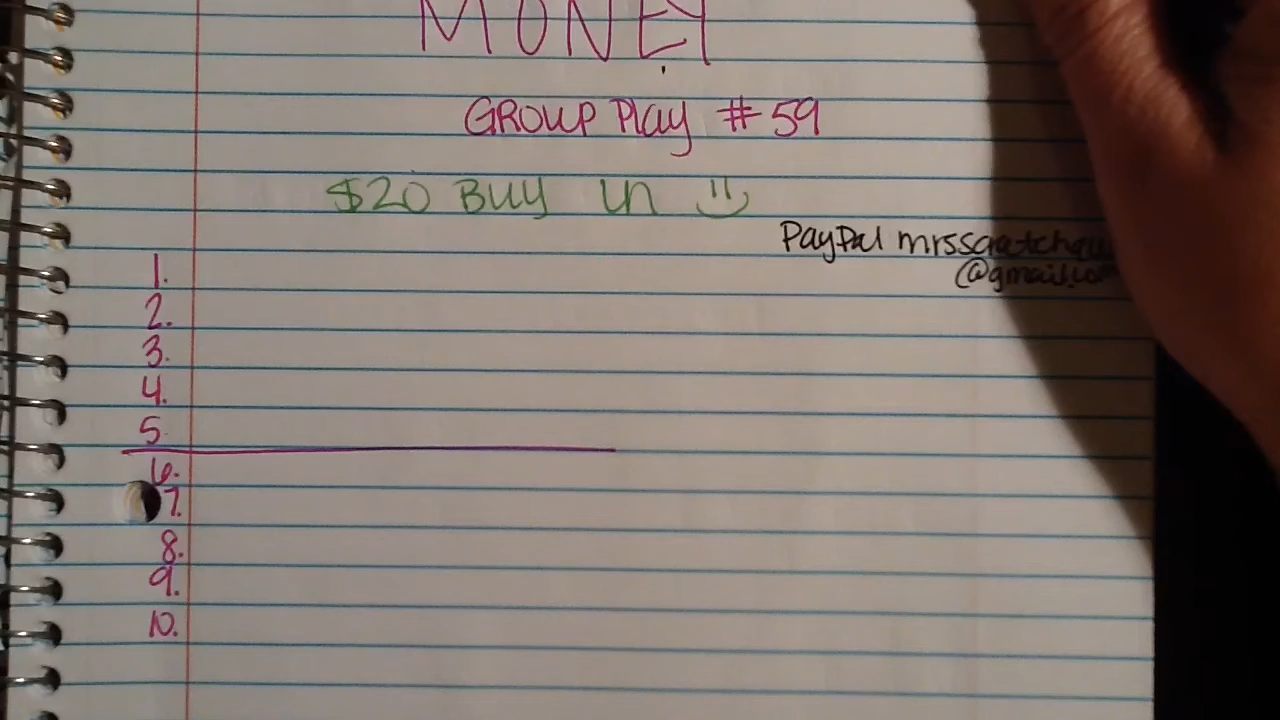 MONEY
GROUP Play #59
$20 Buy in
PayPal
1.
2.
3.
4.
5.
6.
7.
8.
9.
10.